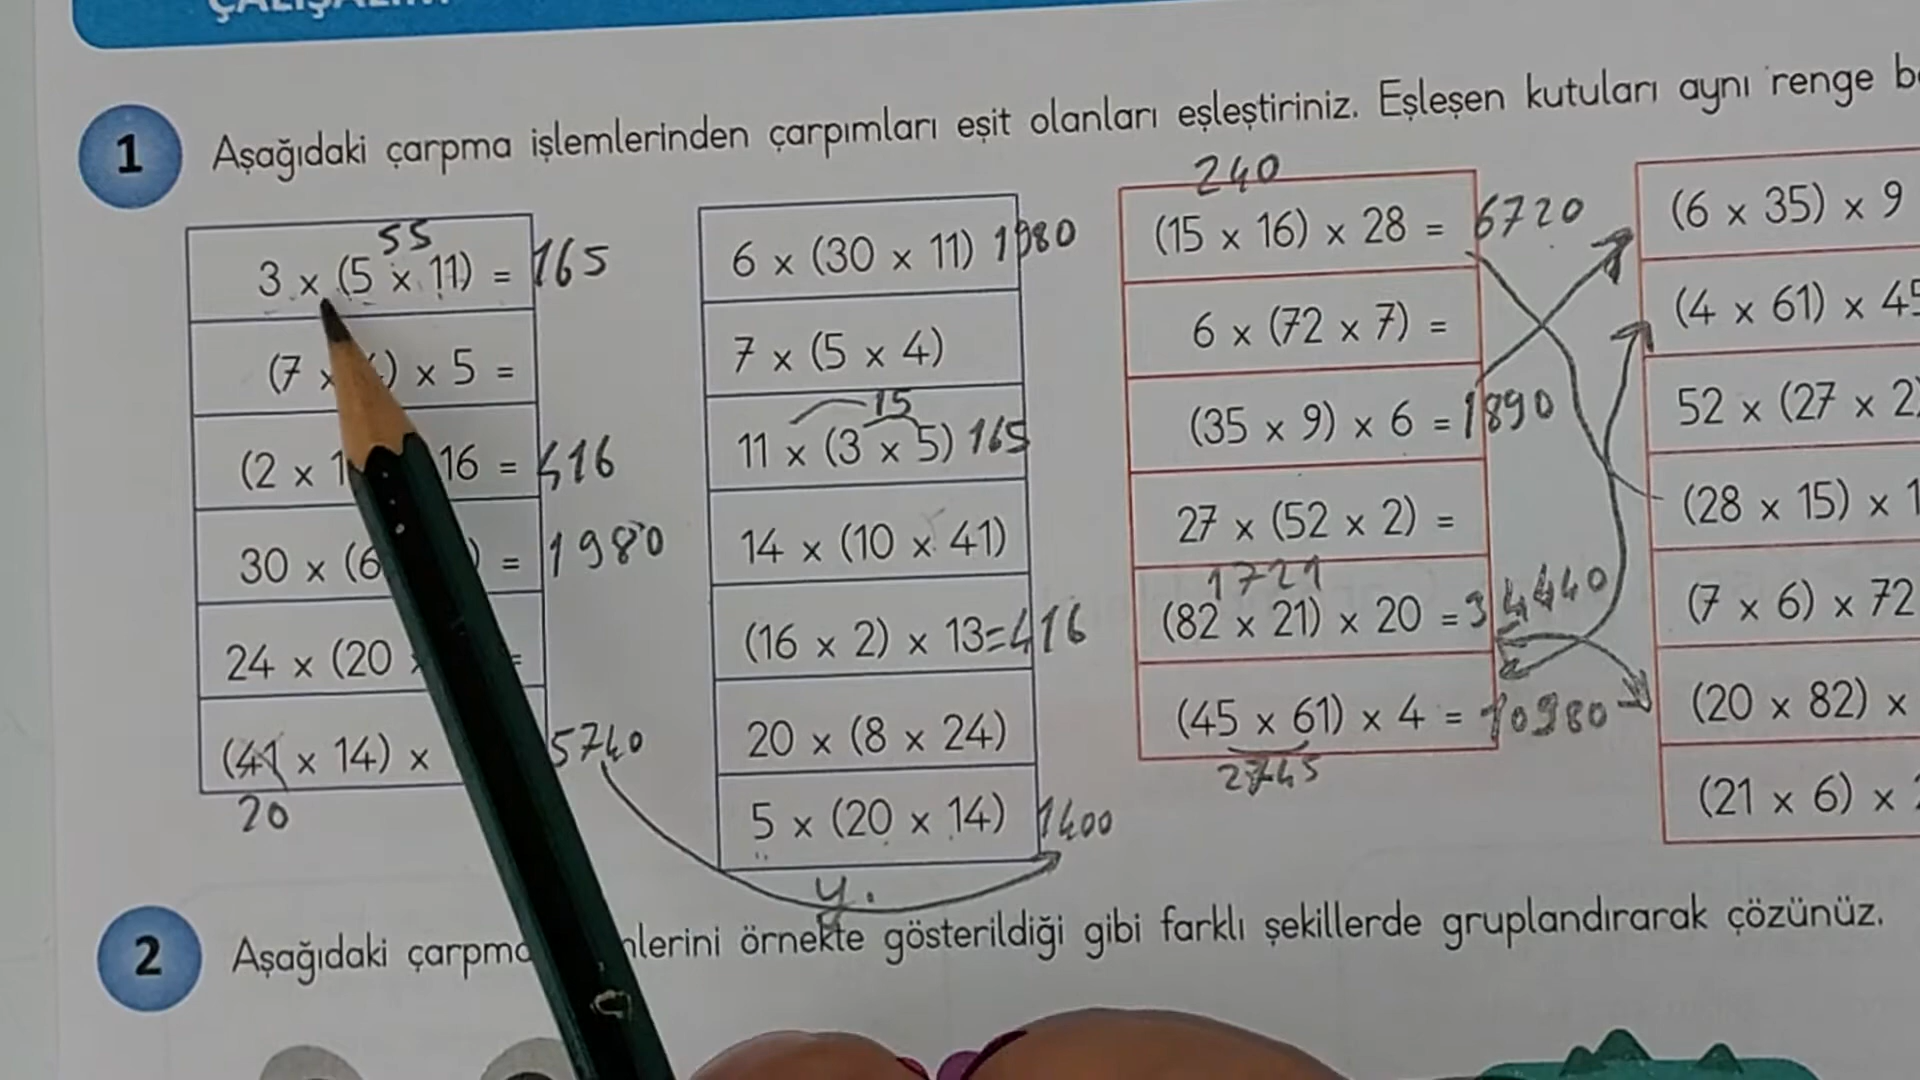 ÇALIŞALIM
1 Aşağıdaki çarpma işlemlerinden çarpımları eşit olanları eşleştiriniz. Eşleşen kutuları aynı renge
55
3 x (5 x 11) = 165
(7 x 4) x 5 =
(2 x 1 16 = 416
30 x (6 ) = 1980
24 x (20 =
(41 x 14) x 5740
20
6 x (30 x 11) 1980
7 x (5 x 4)
15
11 x (3 x 5) 165
14 x (10 x 41)
(16 x 2) x 13=416
20 x (8 x 24)
5 x (20 x 14) 1400
y.
240
(15 x 16) x 28 = 6720
6 x (72 x 7) =
(35 x 9) x 6 = 1890
27 x (52 x 2) =
1721
(82 x 21) x 20 = 34440
(45 x 61) x 4 = 10980
2745
(6 x 35) x 9
(4 x 61) x 45
52 x (27 x 2)
(28 x 15) x 1
(7 x 6) x 72
(20 x 82) x
(21 x 6) x
2 Aşağıdaki çarpma örnekte gösterildiği gibi farklı şekillerde gruplandırarak çözünüz.